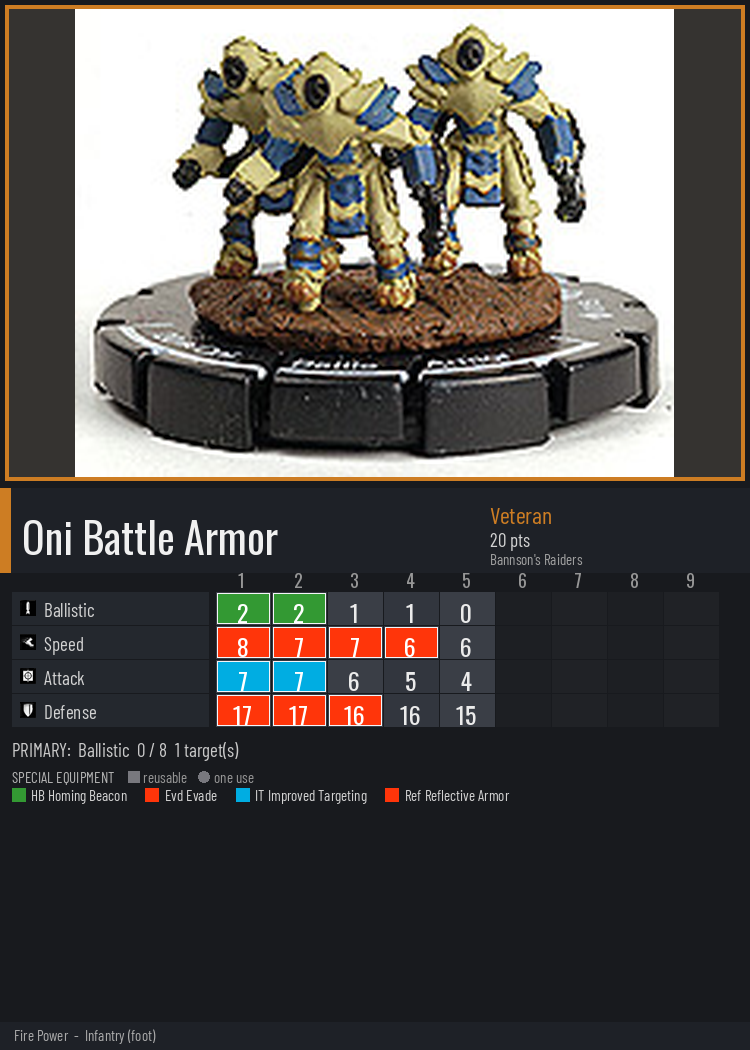 Oni Battle Armor
Veteran
20 pts
Bannson's Raiders
1 2 3 4 5 6 7 8 9
Ballistic 2 2 1 1 0
Speed 8 7 7 6 6
Attack 7 7 6 5 4
Defense 17 17 16 16 15
PRIMARY: Ballistic 0 / 8 1 target(s)
SPECIAL EQUIPMENT reusable one use
HB Homing Beacon Evd Evade IT Improved Targeting Ref Reflective Armor
Fire Power - Infantry (foot)